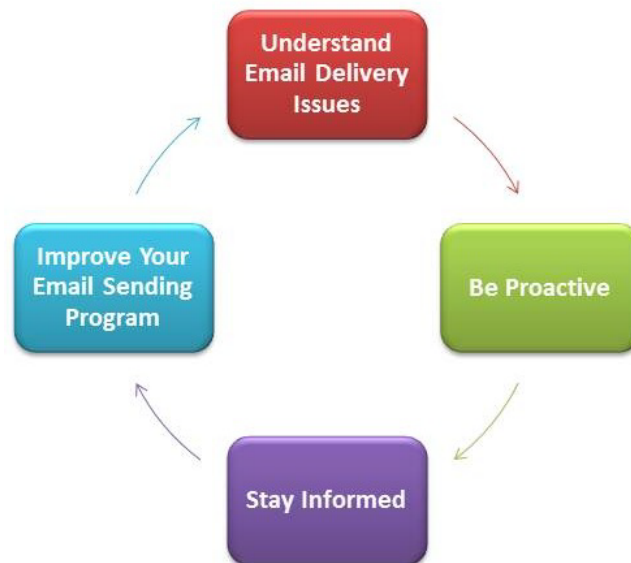 Understand
Email Delivery
Issues
Be Proactive
Stay Informed
Improve Your
Email Sending
Program